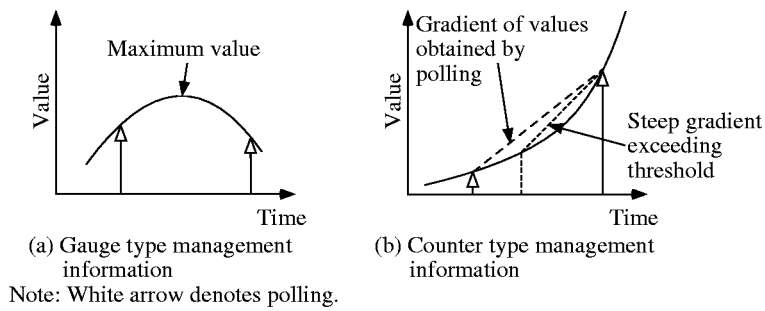 Maximum value
Value
Time
(a) Gauge type management
information
Note: White arrow denotes polling.
Gradient of values
obtained by
polling
Value
Steep gradient
exceeding
threshold
Time
(b) Counter type management
information